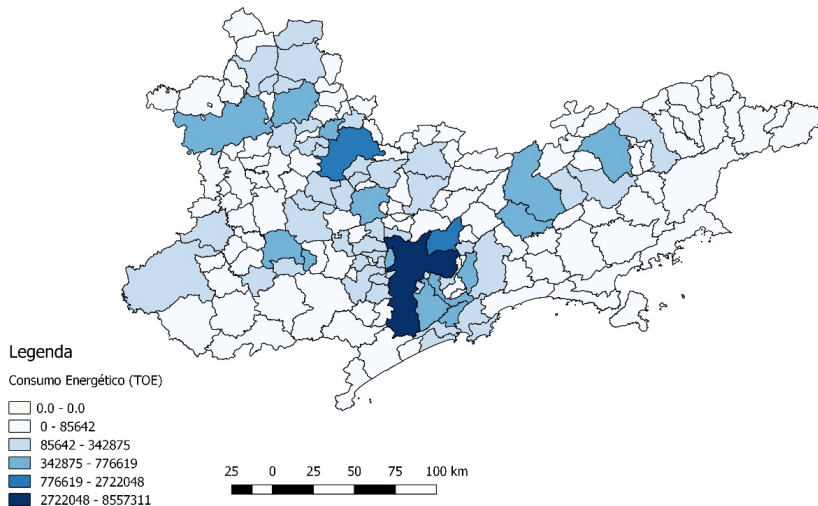 Legenda
Consumo Energético (TOE)
0.0 - 0.0
0 - 85642
85642 - 342875
342875 - 776619
776619 - 2722048
2722048 - 8557311
25 0 25 50 75 100 km